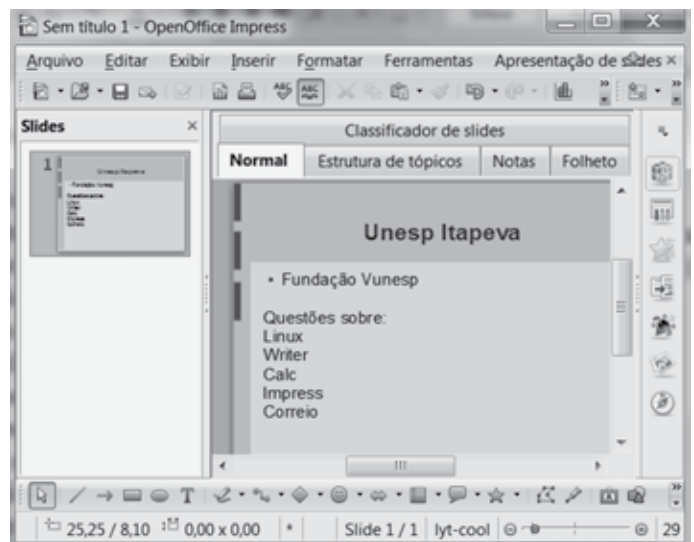 Sem título 1 - OpenOffice Impress
Arquivo Editar Exibir Inserir Formatar Ferramentas Apresentação de slides
Slides
Classificador de slides
Normal Estrutura de tópicos Notas Folheto
1
Unesp Itapeva
• Fundação Vunesp
Questões sobre:
Linux
Writer
Calc
Impress
Correio
25,25 / 8,10 0,00 x 0,00 * Slide 1 / 1 lyt-cool 29